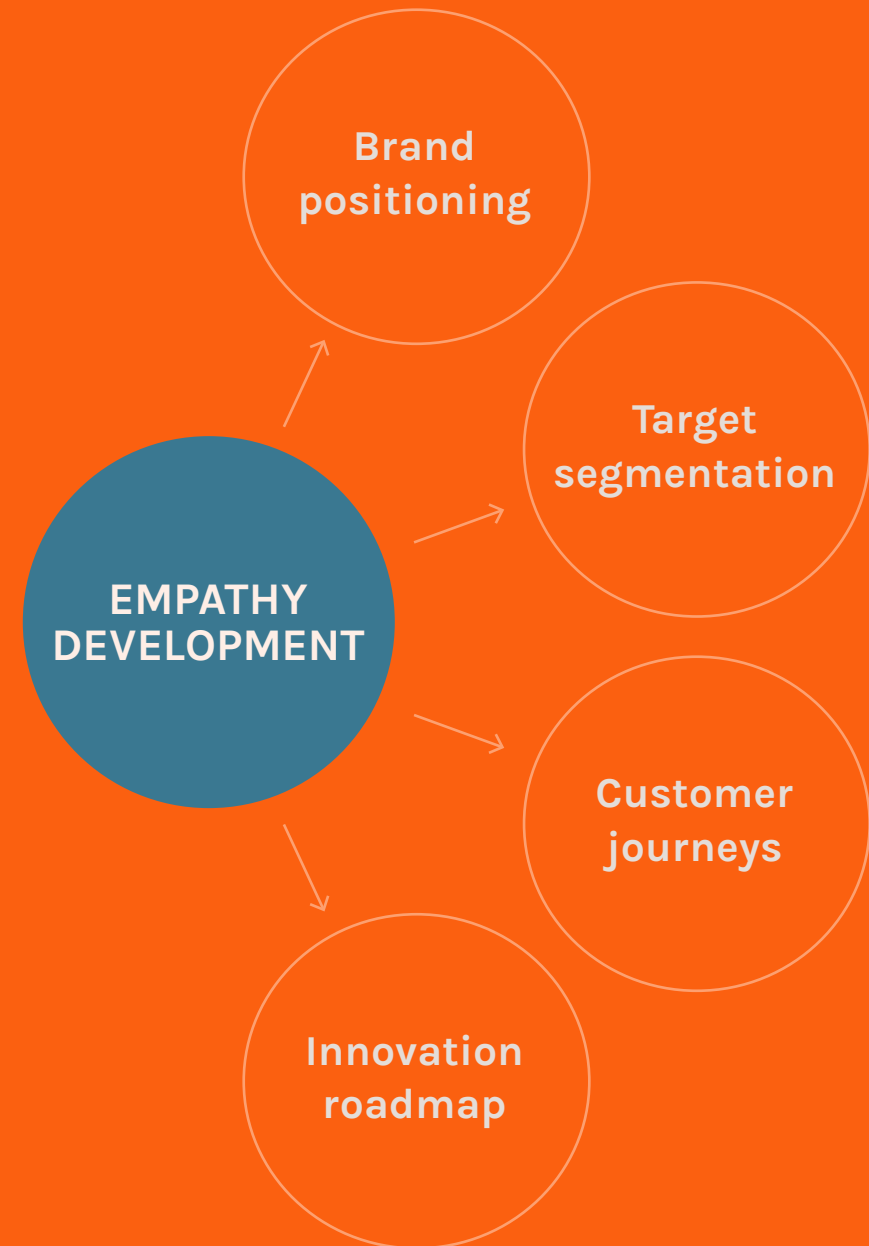 Brand
positioning
Target
segmentation
EMPATHY
DEVELOPMENT
Customer
journeys
Innovation
roadmap